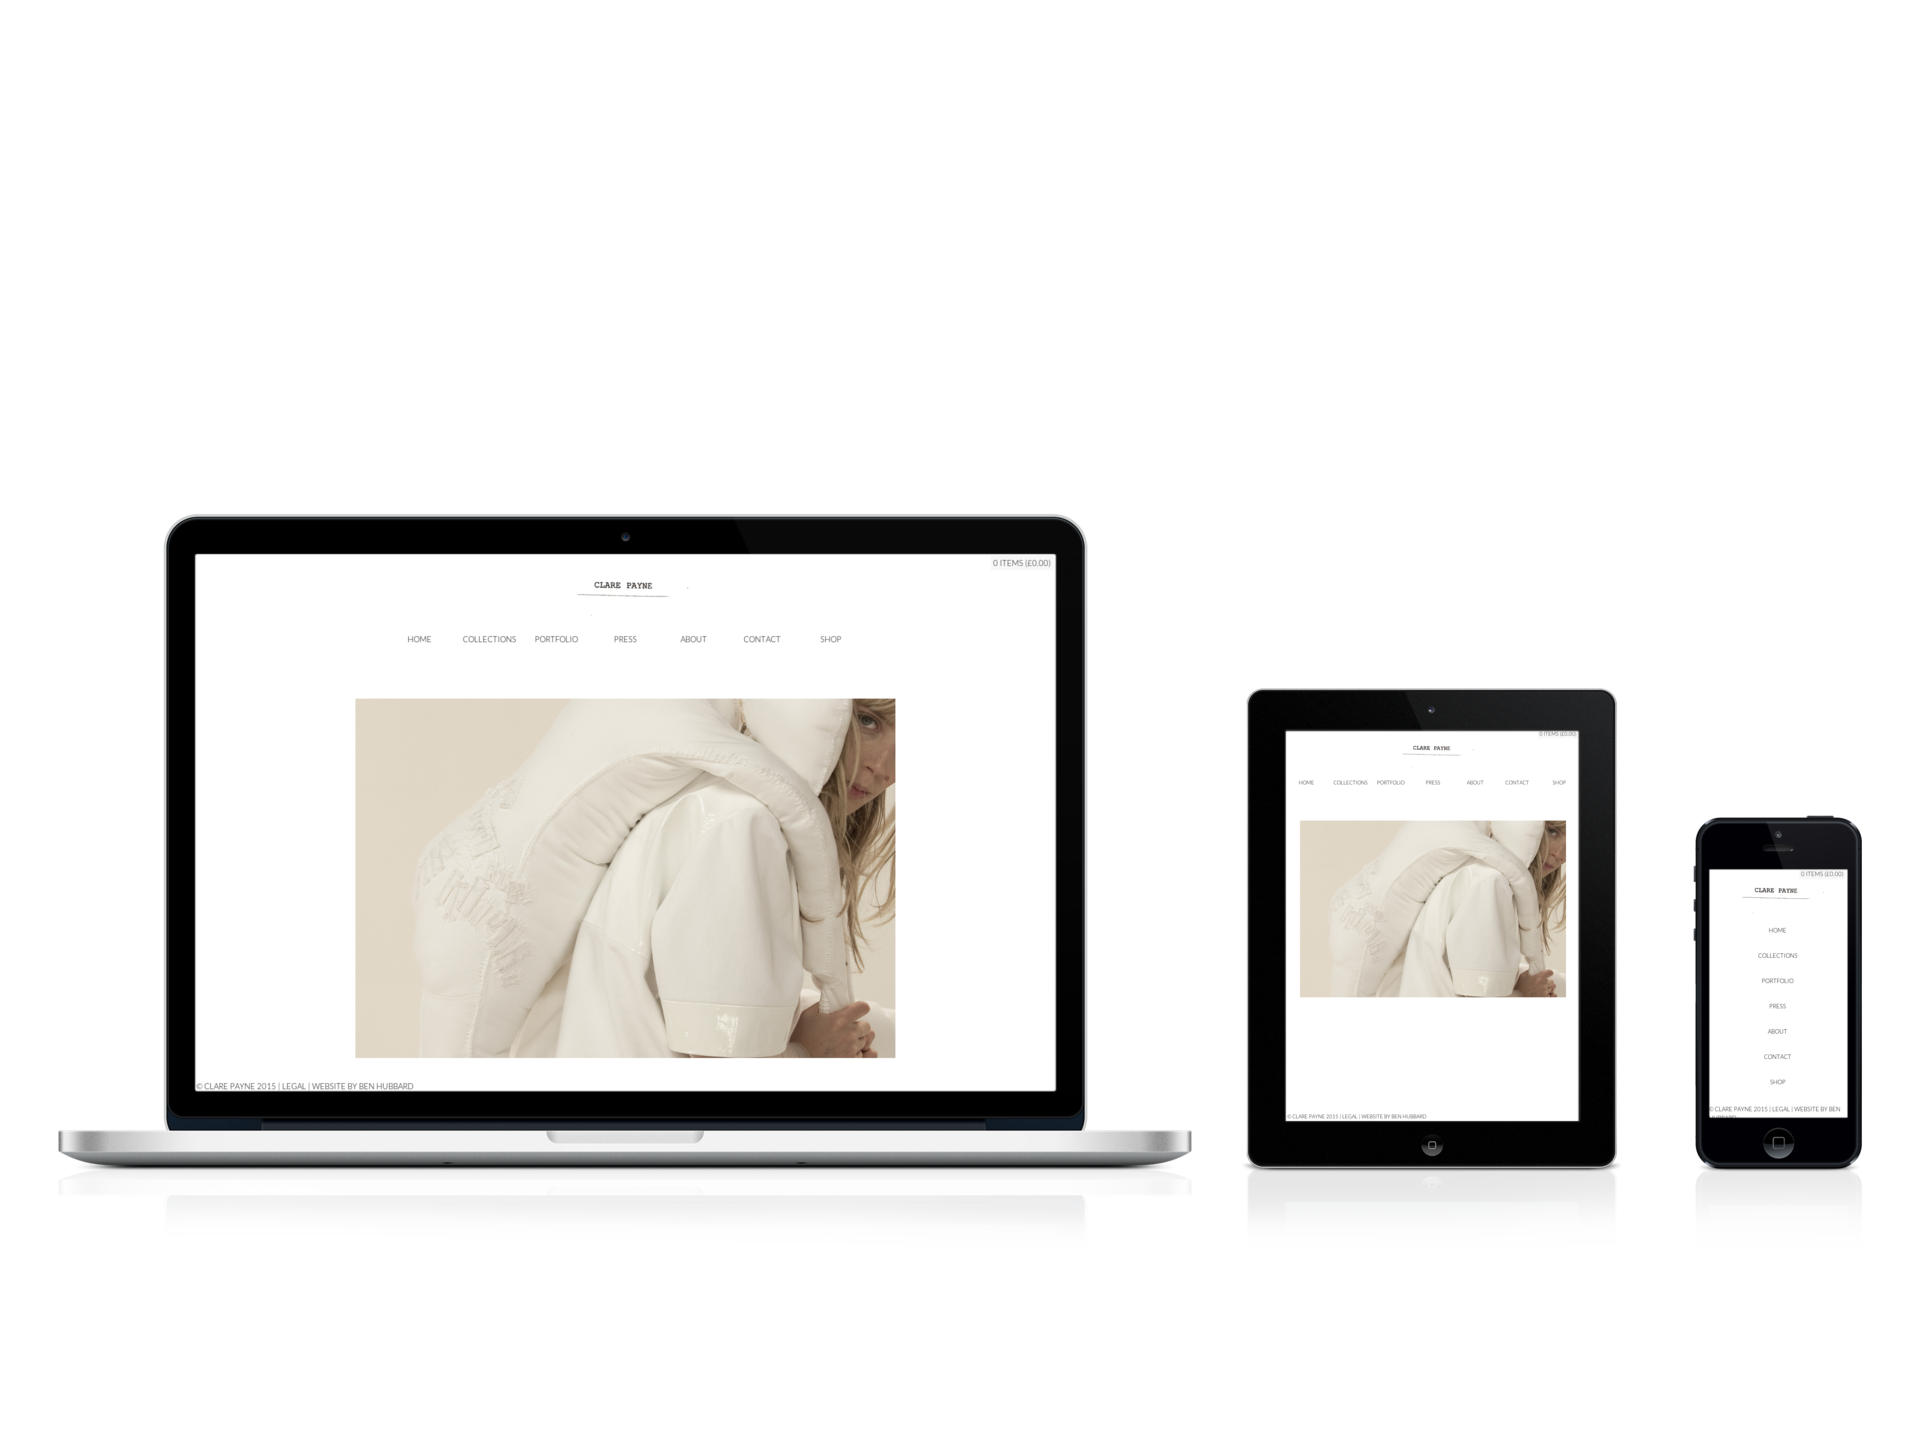 0 ITEMS (£0.00)
CLARE PAYNE
HOME COLLECTIONS PORTFOLIO PRESS ABOUT CONTACT SHOP
© CLARE PAYNE 2015 | LEGAL | WEBSITE BY BEN HUBBARD
0 ITEMS (£0.00)
CLARE PAYNE
HOME COLLECTIONS PORTFOLIO PRESS ABOUT CONTACT SHOP
© CLARE PAYNE 2015 | LEGAL | WEBSITE BY BEN HUBBARD
0 ITEMS (£0.00)
CLARE PAYNE
HOME
COLLECTIONS
PORTFOLIO
PRESS
ABOUT
CONTACT
SHOP
© CLARE PAYNE 2015 | LEGAL | WEBSITE BY BEN